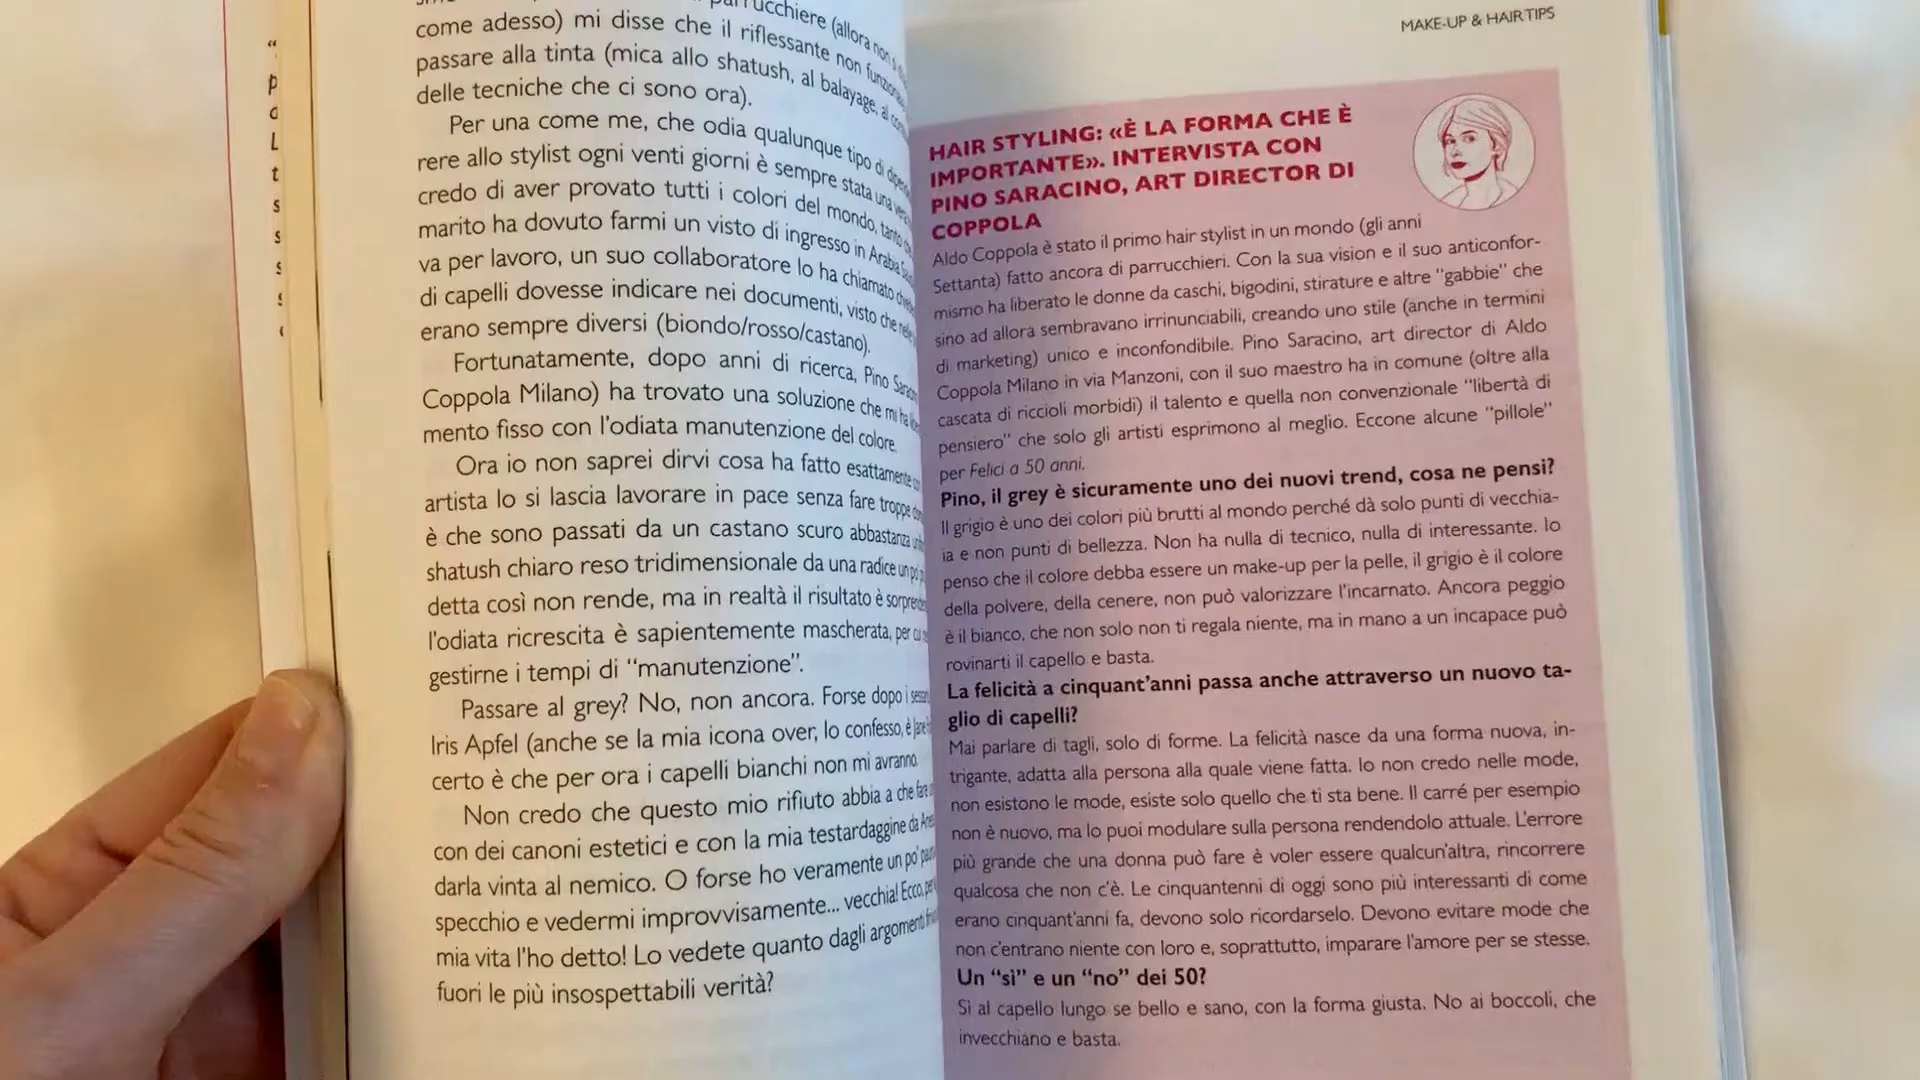 “
p
L
t
s
s
s
s
parrucchiere (allora non
come adesso) mi disse che il riflessante non
passare alla tinta (mica allo shatush, al balayage, al
delle tecniche che ci sono ora).
Per una come me, che odia qualunque tipo di
rere allo stylist ogni venti giorni è sempre stata una
credo di aver provato tutti i colori del mondo, tanto
marito ha dovuto farmi un visto di ingresso in Arabia
va per lavoro, un suo collaboratore lo ha chiamato
di capelli dovesse indicare nei documenti, visto che
erano sempre diversi (biondo/rosso/castano).
Fortunatamente, dopo anni di ricerca, Pino
Coppola Milano) ha trovato una soluzione che mi ha
mento fisso con l’odiata manutenzione del colore.
Ora io non saprei dirvi cosa ha fatto esattamente
artista lo si lascia lavorare in pace senza fare troppe
è che sono passati da un castano scuro abbastanza
shatush chiaro reso tridimensionale da una radice un
detta così non rende, ma in realtà il risultato è
l’odiata ricrescita è sapientemente mascherata, per cui
gestirne i tempi di “manutenzione”.
Passare al grey? No, non ancora. Forse dopo i
Iris Apfel (anche se la mia icona over, lo confesso, è Jane
certo è che per ora i capelli bianchi non mi avranno.
Non credo che questo mio rifiuto abbia a che fare
con dei canoni estetici e con la mia testardaggine da
darla vinta al nemico. O forse ho veramente un po’
specchio e vedermi improvvisamente... vecchia! Ecco,
mia vita l’ho detto! Lo vedete quanto dagli argomenti
fuori le più insospettabili verità?
MAKE-UP & HAIR TIPS
HAIR STYLING: «È LA FORMA CHE È
IMPORTANTE». INTERVISTA CON
PINO SARACINO, ART DIRECTOR DI
COPPOLA
Aldo Coppola è stato il primo hair stylist in un mondo (gli anni
Settanta) fatto ancora di parrucchieri. Con la sua vision e il suo anticonfor-
mismo ha liberato le donne da caschi, bigodini, stirature e altre “gabbie” che
sino ad allora sembravano irrinunciabili, creando uno stile (anche in termini
di marketing) unico e inconfondibile. Pino Saracino, art director di Aldo
Coppola Milano in via Manzoni, con il suo maestro ha in comune (oltre alla
cascata di riccioli morbidi) il talento e quella non convenzionale “libertà di
pensiero” che solo gli artisti esprimono al meglio. Eccone alcune “pillole”
per Felici a 50 anni.
Pino, il grey è sicuramente uno dei nuovi trend, cosa ne pensi?
Il grigio è uno dei colori più brutti al mondo perché dà solo punti di vecchia-
ia e non punti di bellezza. Non ha nulla di tecnico, nulla di interessante. Io
penso che il colore debba essere un make-up per la pelle, il grigio è il colore
della polvere, della cenere, non può valorizzare l’incarnato. Ancora peggio
è il bianco, che non solo non ti regala niente, ma in mano a un incapace può
rovinarti il capello e basta.
La felicità a cinquant’anni passa anche attraverso un nuovo ta-
glio di capelli?
Mai parlare di tagli, solo di forme. La felicità nasce da una forma nuova, in-
trigante, adatta alla persona alla quale viene fatta. Io non credo nelle mode,
non esistono le mode, esiste solo quello che ti sta bene. Il carré per esempio
non è nuovo, ma lo puoi modulare sulla persona rendendolo attuale. L’errore
più grande che una donna può fare è voler essere qualcun’altra, rincorrere
qualcosa che non c’è. Le cinquantenni di oggi sono più interessanti di come
erano cinquant’anni fa, devono solo ricordarselo. Devono evitare mode che
non c’entrano niente con loro e, soprattutto, imparare l’amore per se stesse.
Un “sì” e un “no” dei 50?
Sì al capello lungo se bello e sano, con la forma giusta. No ai boccoli, che
invecchiano e basta.